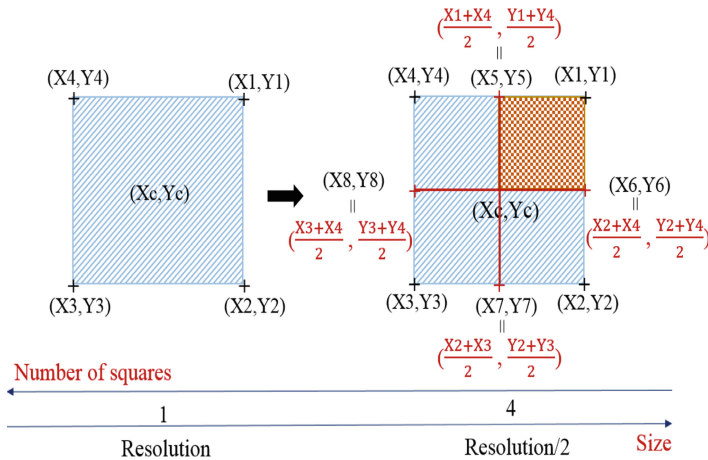 (X1+X4/2 , Y1+Y4/2)
=
(X4,Y4) (X1,Y1) (X4,Y4) (X5,Y5) (X1,Y1)
(Xc,Yc) (X8,Y8) (X6,Y6)
= (Xc,Yc) =
(X3+X4/2 , Y3+Y4/2) (X2+X4/2 , Y2+Y4/2)
(X3,Y3) (X2,Y2) (X3,Y3) (X7,Y7) (X2,Y2)
=
(X2+X3/2 , Y2+Y3/2)
Number of squares
1 4
Resolution Resolution/2 Size